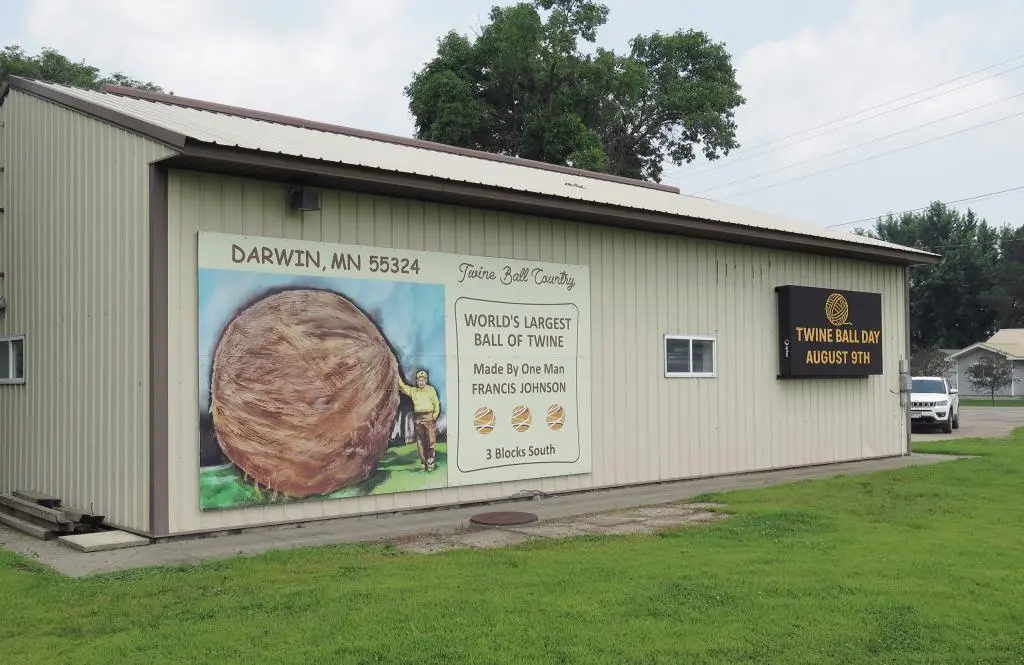 DARWIN, MN 55324
Twine Ball Country
WORLD'S LARGEST
BALL OF TWINE
Made By One Man
FRANCIS JOHNSON
3 Blocks South
TWINE BALL DAY
AUGUST 9TH